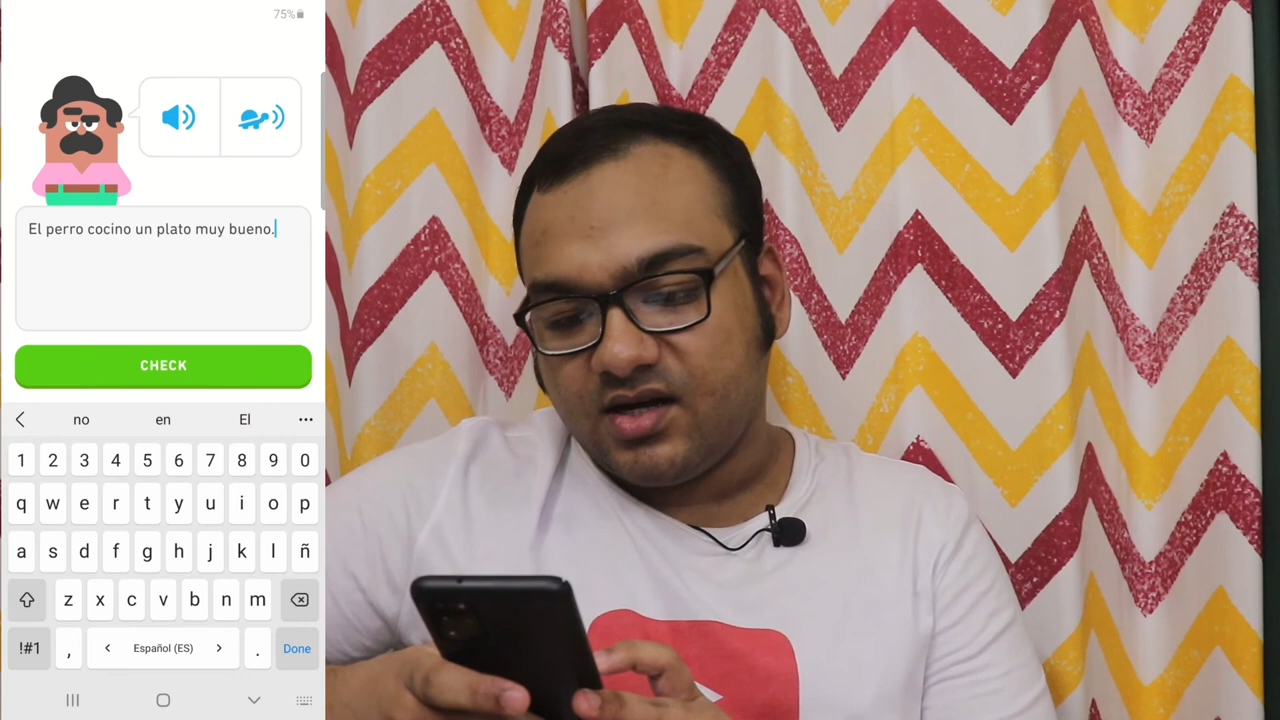 75%
El perro cocino un plato muy bueno.
CHECK
no en El ...
1 2 3 4 5 6 7 8 9 0
q w e r t y u i o p
a s d f g h j k l ñ
z x c v b n m
!#1 , < Español (ES) > . Done